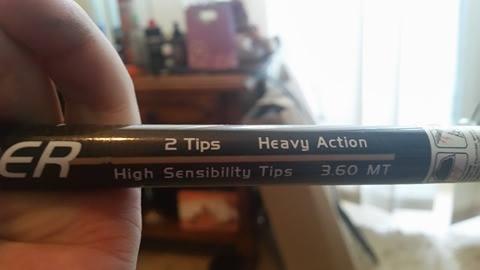 ER
2 Tips Heavy Action
High Sensibility Tips 3.60 MT